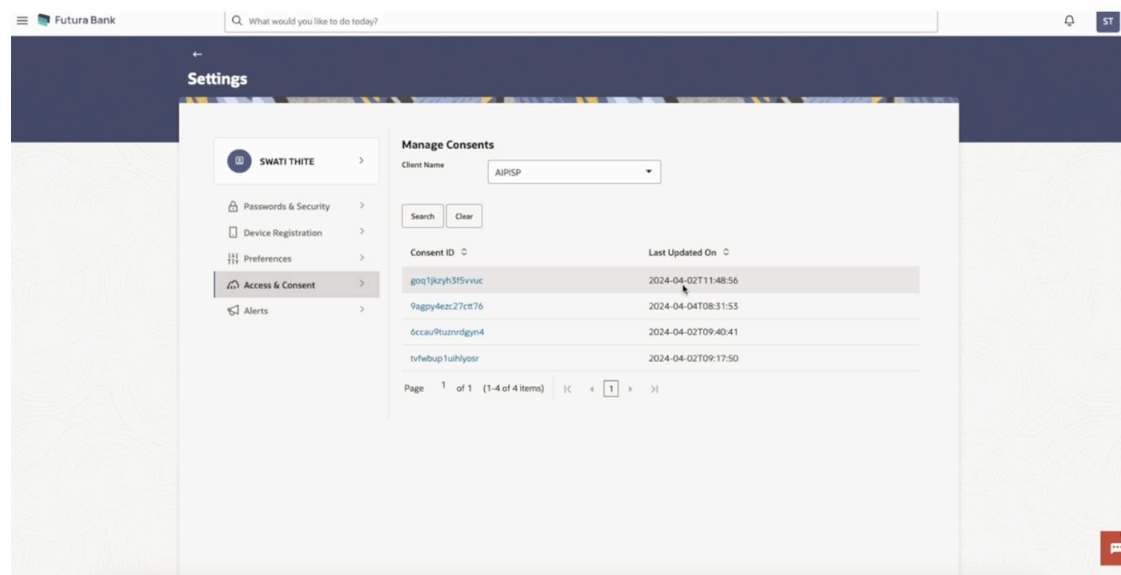 Futura Bank
What would you like to do today?
ST
Settings
SWATI THITE
Passwords & Security
Device Registration
Preferences
Access & Consent
Alerts
Manage Consents
Client Name
AIPISP
Search Clear
Consent ID Last Updated On
goq1jkzyh3f5vvuc 2024-04-02T11:48:56
9agpy4ezc27ctt76 2024-04-04T08:31:53
6ccau9tuznrdgyn4 2024-04-02T09:40:41
tvfwbup1uihlyosr 2024-04-02T09:17:50
Page 1 of 1 (1-4 of 4 items) 1